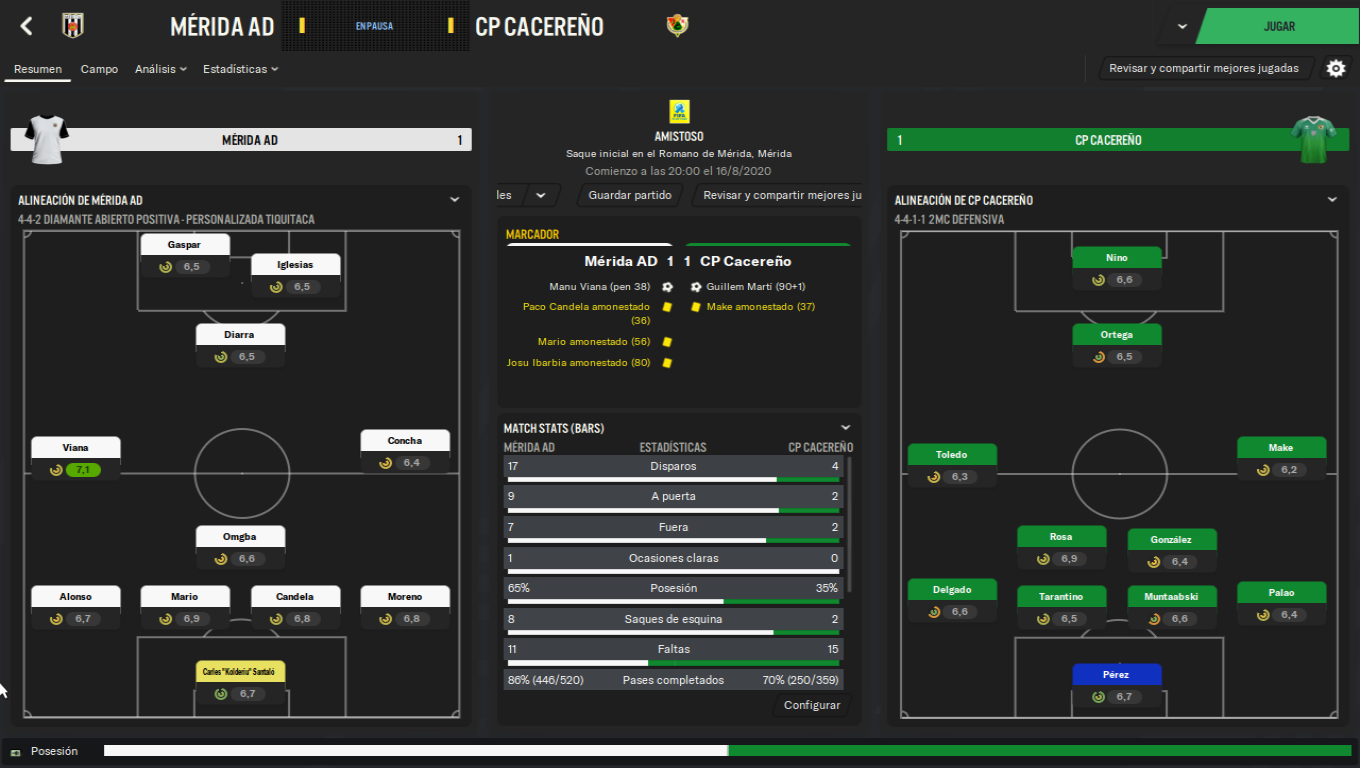 MÉRIDA AD
EN PAUSA
CP CACEREÑO
JUGAR
Resumen
Campo
Análisis
Estadísticas
Revisar y compartir mejores jugadas
MÉRIDA AD 1
AMISTOSO
Saque inicial en el Romano de Mérida, Mérida
Comienzo a las 20:00 el 16/8/2020
1 CP CACEREÑO
les
Guardar partido
Revisar y compartir mejores ju
ALINEACIÓN DE MÉRIDA AD
4-4-2 DIAMANTE ABIERTO POSITIVA - PERSONALIZADA TIQUITACA
Gaspar
6,5
Iglesias
6,5
Diarra
6,5
Viana
7,1
Concha
6,4
Omgba
6,6
Alonso
6,7
Mario
6,9
Candela
6,8
Moreno
6,8
Carles "Kolderiu" Santaló
6,7
MARCADOR
Mérida AD 1 1 CP Cacereño
Manu Viana (pen 38) Guillem Martí (90+1)
Paco Candela amonestado Make amonestado (37)
(36)
Mario amonestado (56)
Josu Ibarbia amonestado (80)
MATCH STATS (BARS)
MÉRIDA AD ESTADÍSTICAS CP CACEREÑO
17 Disparos 4
9 A puerta 2
7 Fuera 2
1 Ocasiones claras 0
65% Posesión 35%
8 Saques de esquina 2
11 Faltas 15
86% (446/520) Pases completados 70% (250/359)
Configurar
ALINEACIÓN DE CP CACEREÑO
4-4-1-1 2MC DEFENSIVA
Nino
6,6
Ortega
6,5
Toledo
6,3
Make
6,2
Rosa
6,9
González
6,4
Delgado
6,6
Tarantino
6,5
Muntaabski
6,6
Palao
6,4
Pérez
6,7
Posesión